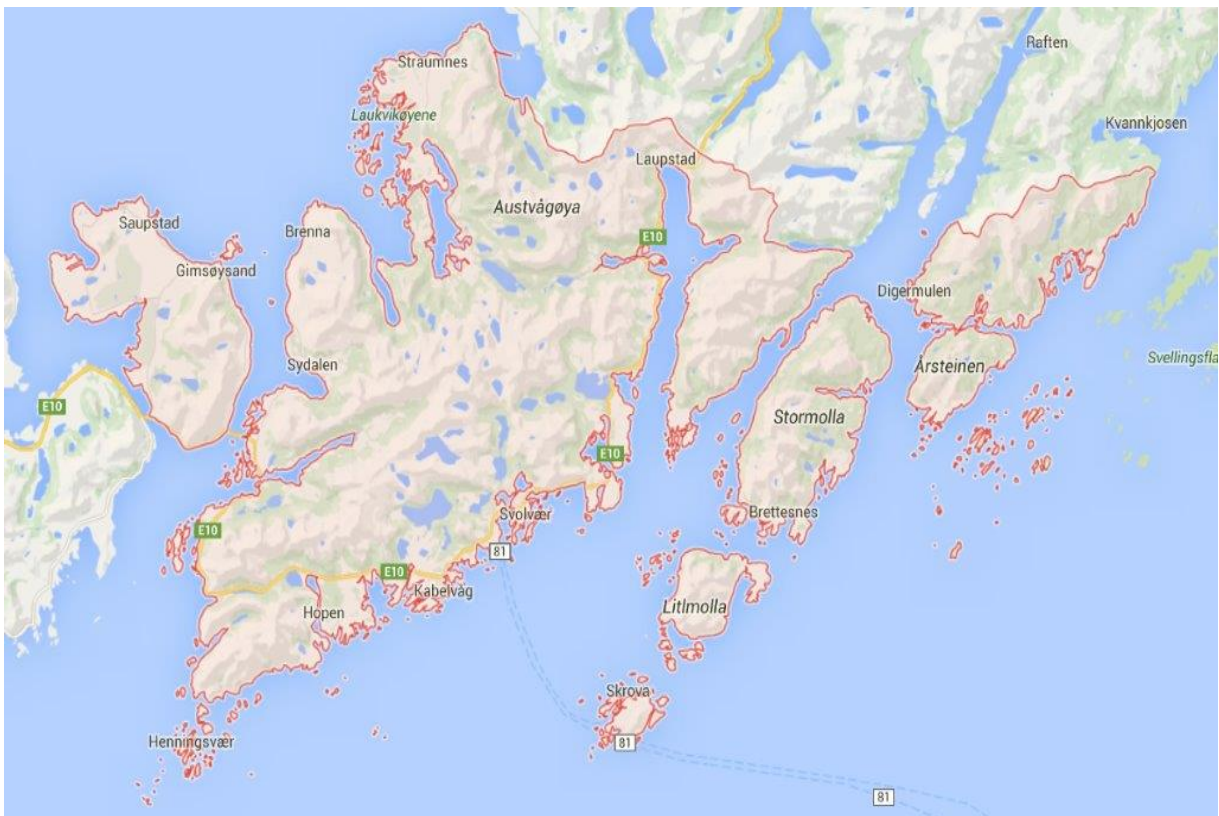 Raften
Straumnes
Laukvikøyene
Kvannkjosen
Laupstad
Austvågøya
Saupstad
Brenna
E10
Gimsøysand
Digermulen
Svellingsfla
Sydalen
Årsteinen
E10
Stormolla
E10
Svolvær
Brettesnes
E10
81
E10
Kabelvåg
Hopen
Litlmolla
Skrova
Henningsvær
81
81